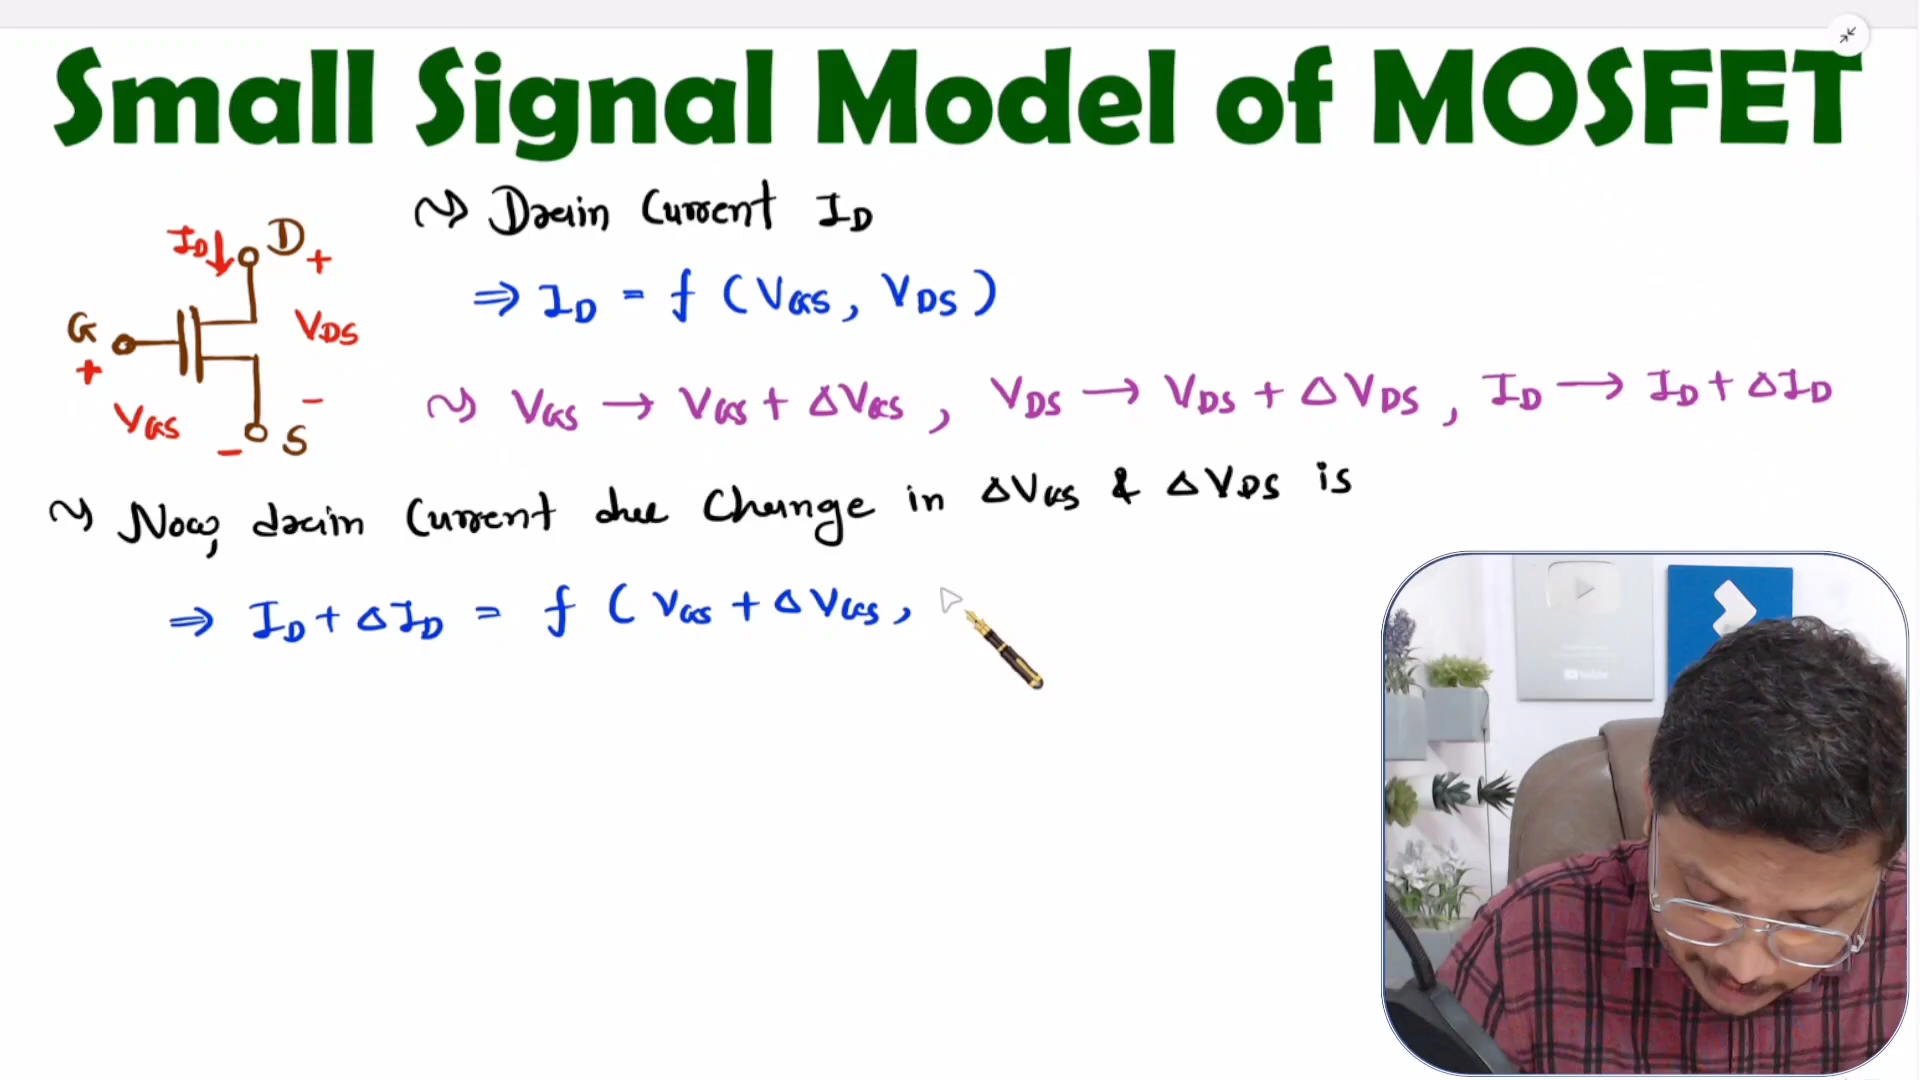 Small Signal Model of MOSFET
~> Drain Current ID
ID↓ D +
⇒ ID = f (VGS, VDS)
G
VDS
+
~> VGS → VGS + ΔVGS, VDS → VDS + ΔVDS, ID → ID + ΔID
VGS
-
- S
~> Now, drain Current due Change in ΔVGS & ΔVDS is
⇒ ID + ΔID = f (VGS + ΔVGS,
YouTube